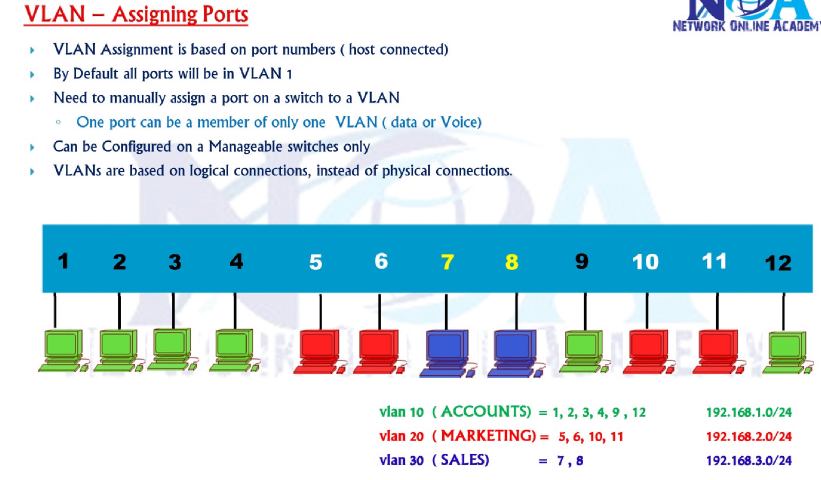 VLAN – Assigning Ports
NETWORK ONLINE ACADEMY
VLAN Assignment is based on port numbers ( host connected)
By Default all ports will be in VLAN 1
Need to manually assign a port on a switch to a VLAN
One port can be a member of only one VLAN ( data or Voice)
Can be Configured on a Manageable switches only
VLANs are based on logical connections, instead of physical connections.
1 2 3 4 5 6 7 8 9 10 11 12
vlan 10 ( ACCOUNTS) = 1, 2, 3, 4, 9 , 12 192.168.1.0/24
vlan 20 ( MARKETING) = 5, 6, 10, 11 192.168.2.0/24
vlan 30 ( SALES) = 7 , 8 192.168.3.0/24